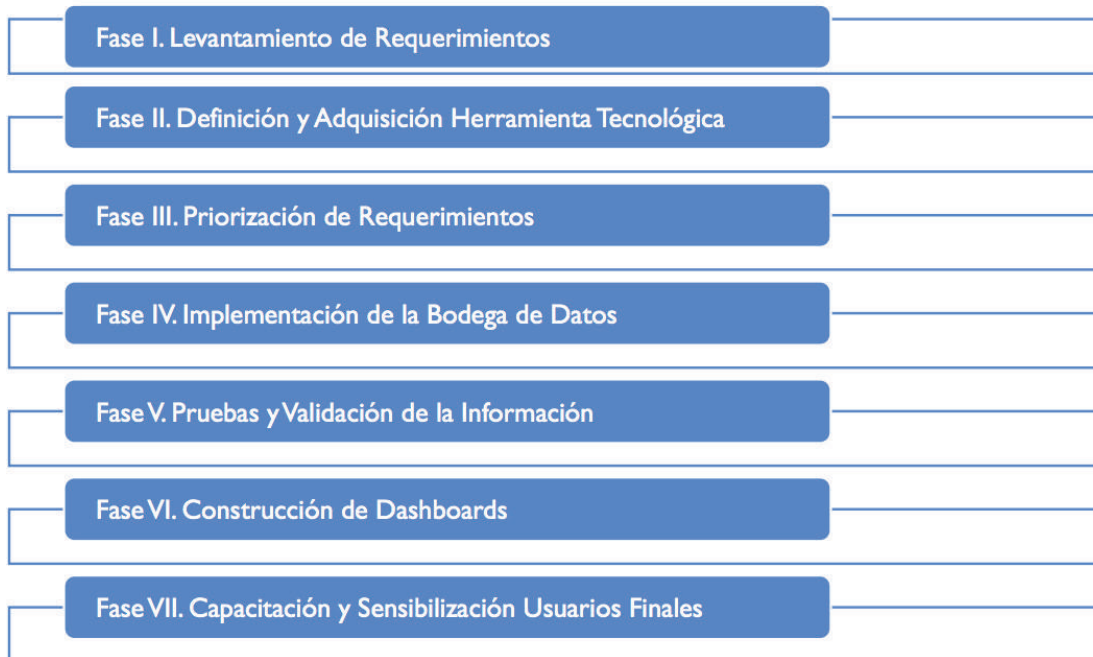 Fase I. Levantamiento de Requerimientos
Fase II. Definición y Adquisición Herramienta Tecnológica
Fase III. Priorización de Requerimientos
Fase IV. Implementación de la Bodega de Datos
Fase V. Pruebas y Validación de la Información
Fase VI. Construcción de Dashboards
Fase VII. Capacitación y Sensibilización Usuarios Finales